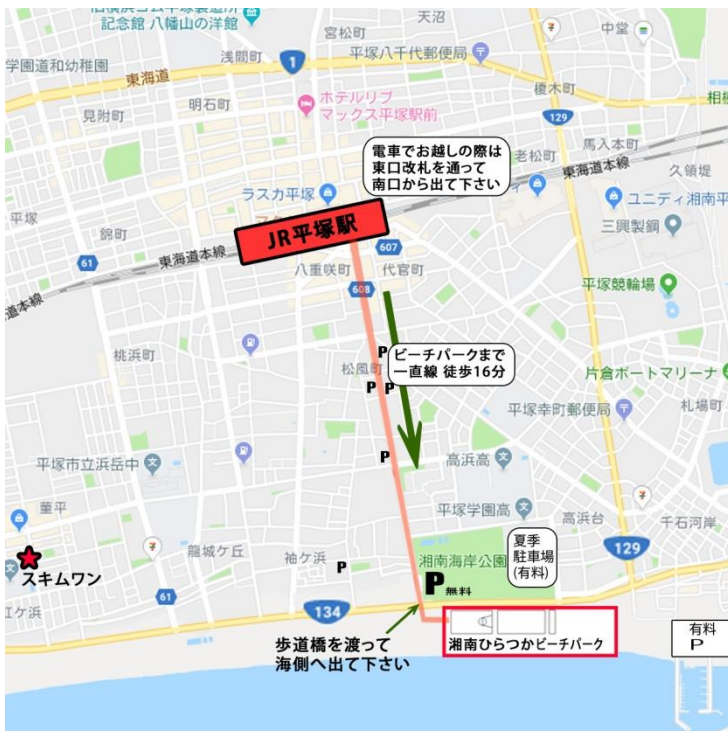 記念館 八幡山の洋館
天沼
宮松町
中堂
浅間町
1
平塚八千代郵便局
学園道和幼稚園
東海道
榎木町
明石町
ホテルリブ
マックス平塚駅前
見附町
129
電車でお越しの際は
東口改札を通って
南口から出て下さい
老松町
馬入本町
東海道本線
久領堤
ラスカ平塚
ユニディ湘南平
平塚
錦町
JR平塚駅
607
三興製鋼
61
東海道本線
八重咲町
代官町
608
平塚競輪場
桃浜町
P
松風町
ビーチパークまで
一直線 徒歩16分
P P
片倉ボートマリーナ
札場町
平塚幸町郵便局
平塚市立浜岳中
P
高浜高
菫平
平塚学園高
高浜台
千石河岸
スキムワン
龍城ケ丘
袖ケ浜
P
湘南海岸公園
夏季
駐車場
(有料)
129
P 無料
61
134
歩道橋を渡って
海側へ出て下さい
湘南ひらつかビーチパーク
有料
P